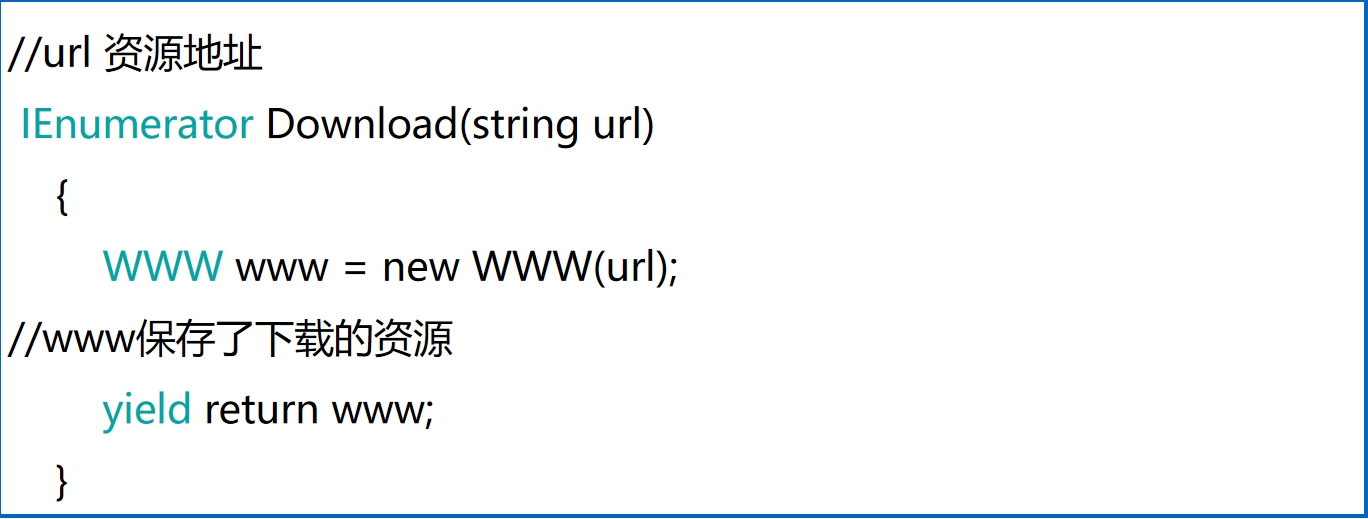 //url 资源地址
IEnumerator Download(string url)
{
WWW www = new WWW(url);
//www保存了下载的资源
yield return www;
}